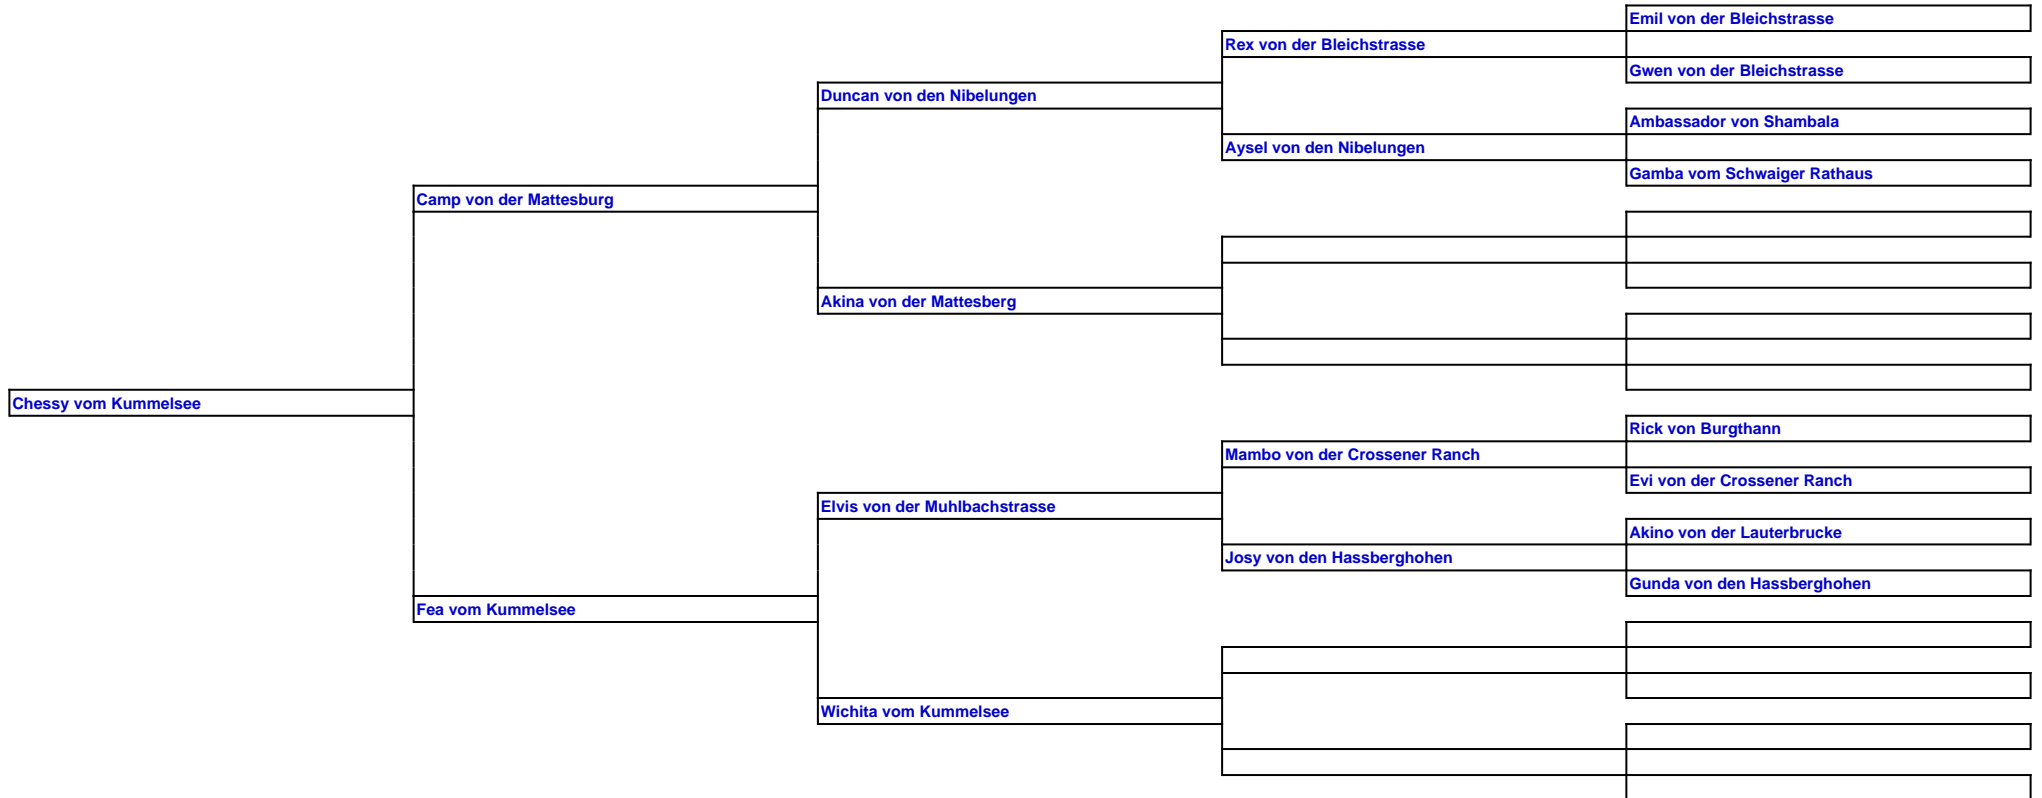 Emil von der Bleichstrasse
Rex von der Bleichstrasse
Gwen von der Bleichstrasse
Duncan von den Nibelungen
Ambassador von Shambala
Aysel von den Nibelungen
Gamba vom Schwaiger Rathaus
Camp von der Mattesburg
Akina von der Mattesberg
Chessy vom Kummelsee
Rick von Burgthann
Mambo von der Crossener Ranch
Evi von der Crossener Ranch
Elvis von der Muhlbachstrasse
Akino von der Lauterbrucke
Josy von den Hassberghohen
Gunda von den Hassberghohen
Fea vom Kummelsee
Wichita vom Kummelsee